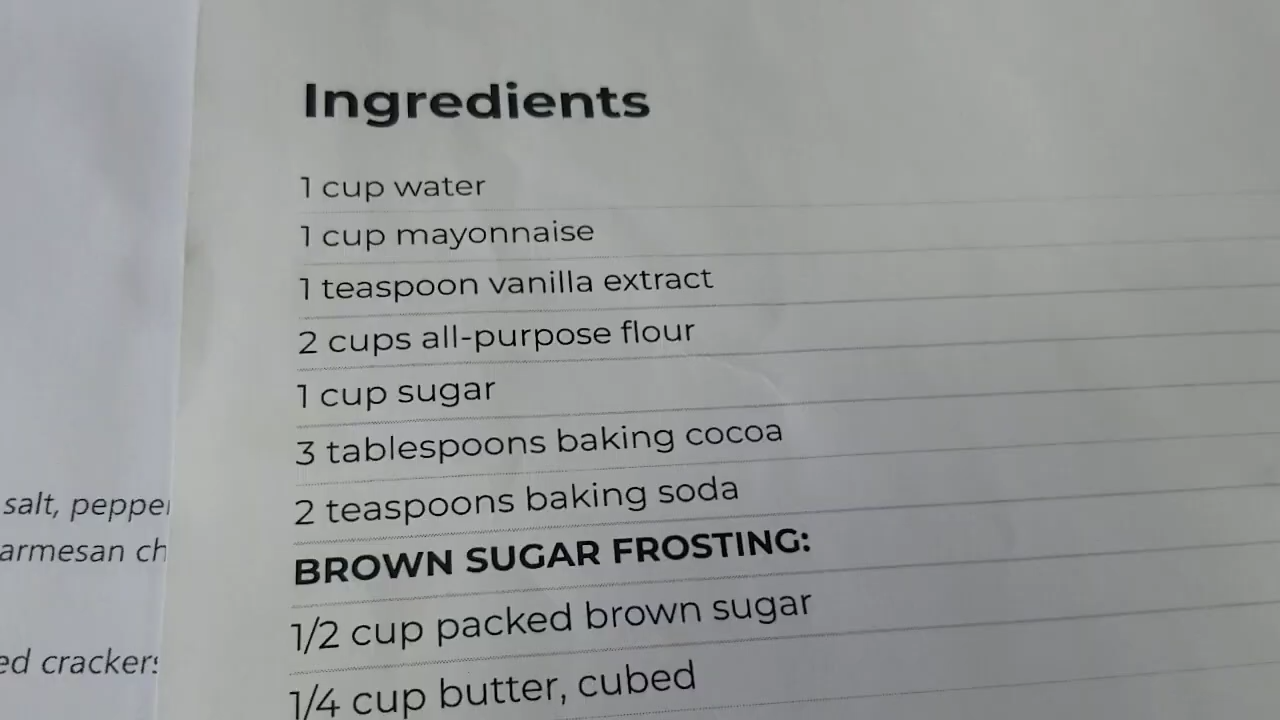 Ingredients
1 cup water
1 cup mayonnaise
1 teaspoon vanilla extract
2 cups all-purpose flour
1 cup sugar
3 tablespoons baking cocoa
2 teaspoons baking soda
BROWN SUGAR FROSTING:
1/2 cup packed brown sugar
1/4 cup butter, cubed
salt, pepper
armesan ch
ed crackers